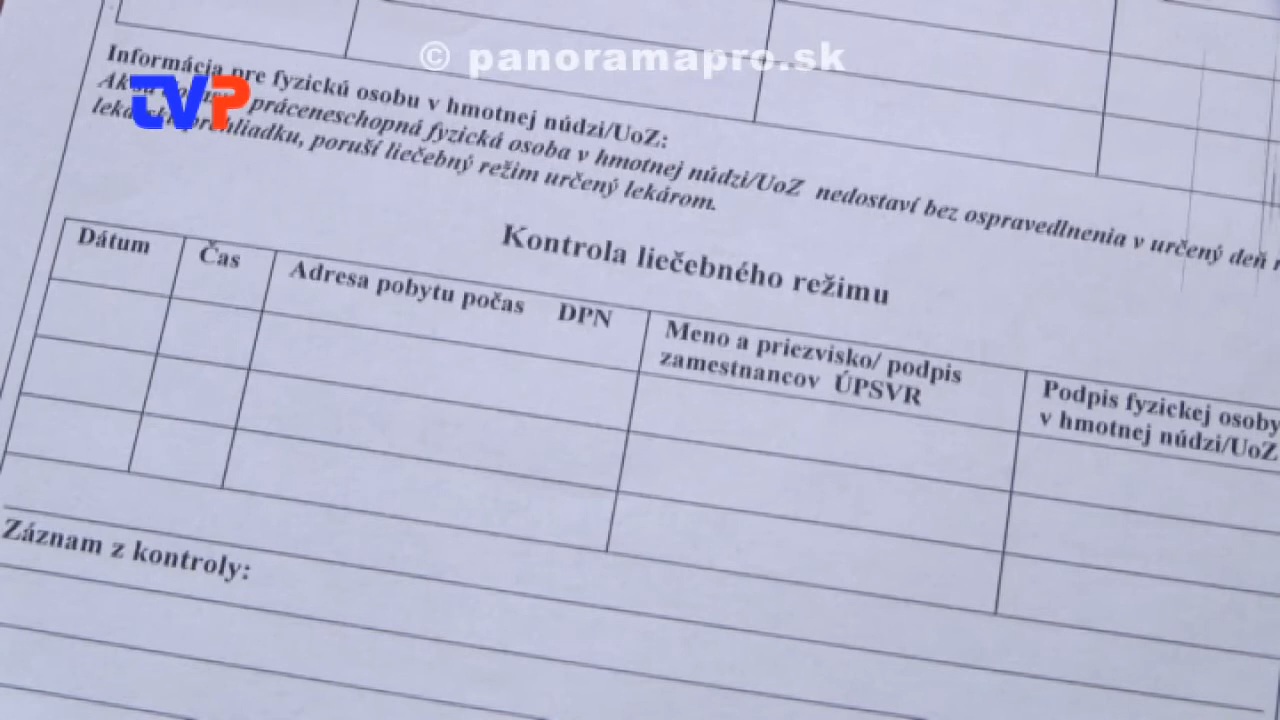 © panoramapro.sk
tvp
Informácia pre fyzickú osobu v hmotnej núdzi/UoZ:
Ak práceneschopná fyzická osoba v hmotnej núdzi/UoZ nedostaví bez ospravedlnenia v určený deň
prehliadku, poruší liečebný režim určený lekárom.
Kontrola liečebného režimu
Dátum
Čas
Adresa pobytu počas DPN
Meno a priezvisko/ podpis
zamestnancov ÚPSVR
Podpis fyzickej osoby
v hmotnej núdzi/UoZ
Záznam z kontroly: